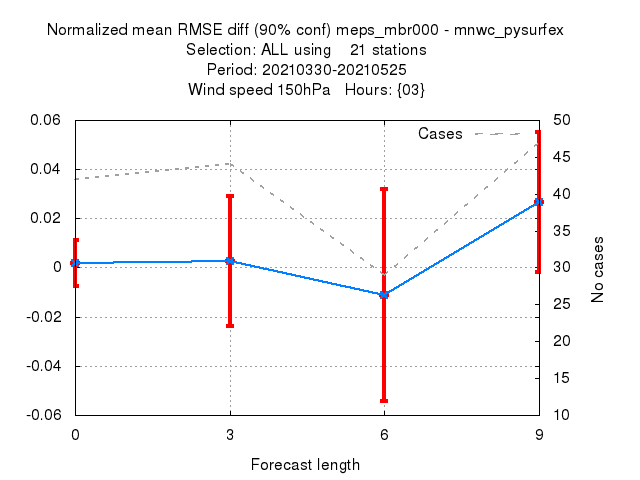 Normalized mean RMSE diff (90% conf) meps_mbr000 - mnwc_pysurfex
Selection: ALL using 21 stations
Period: 20210330-20210525
Wind speed 150hPa Hours: {03}
0.06
0.04
0.02
0
-0.02
-0.04
-0.06
50
45
40
35
30
25
20
15
10
Cases
No cases
0 3 6 9
Forecast length